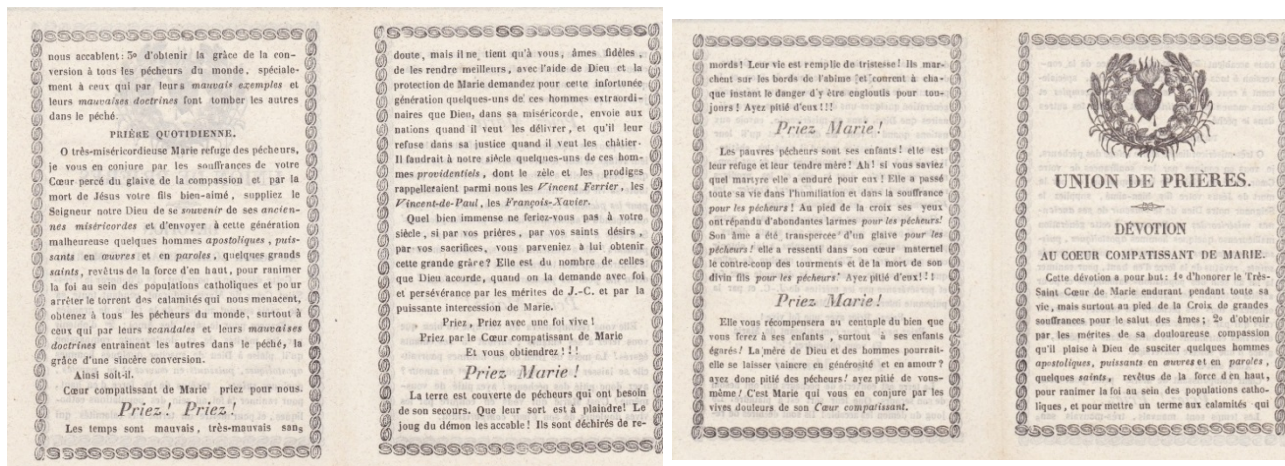 nous accablent: 3º d'obtenir la grâce de la con-
version à tous les pécheurs du monde, spéciale-
ment à ceux qui par leurs mauvais exemples et
leurs mauvaises doctrines font tomber les autres
dans le péché.
PRIÈRE QUOTIDIENNE.
O très-miséricordieuse Marie refuge des pécheurs,
je vous en conjure par les souffrances de votre
Cœur percé du glaive de la compassion et par la
mort de Jésus votre fils bien-aimé, suppliez le
Seigneur notre Dieu de se souvenir de ses ancien-
nes miséricordes et d'envoyer à cette génération
malheureuse quelques hommes apostoliques, puis-
sants en œuvres et en paroles, quelques grands
saints, revêtus de la force d'en haut, pour ranimer
la foi au sein des populations catholiques et pour
arrêter le torrent des calamités qui nous menacent,
obtenez à tous les pécheurs du monde, surtout à
ceux qui par leurs scandales et leurs mauvaises
doctrines entrainent les autres dans le péché, la
grâce d'une sincère conversion.
Ainsi soit-il.
Cœur compatissant de Marie priez pour nous.
Priez! Priez!
Les temps sont mauvais, très-mauvais sans
doute, mais il ne tient qu'à vous, âmes fidèles,
de les rendre meilleurs, avec l'aide de Dieu et la
protection de Marie demandez pour cette infortunée
génération quelques-uns de ces hommes extraordi-
naires que Dieu, dans sa miséricorde, envoie aux
nations quand il veut les délivrer, et qu'il leur
refuse dans sa justice quand il veut les châtier.
Il faudrait à notre siècle quelques-uns de ces hom-
mes providentiels, dont le zèle et les prodiges
rappelleraient parmi nous les Vincent Ferrier, les
Vincent-de-Paul, les François-Xavier.
Quel bien immense ne feriez-vous pas à votre
siècle, si par vos prières, par vos saints désirs,
par vos sacrifices, vous parveniez à lui obtenir
cette grande grâce? Elle est du nombre de celles
que Dieu accorde, quand on la demande avec foi
et persévérance par les mérites de J.-C. et par la
puissante intercession de Marie.
Priez, Priez avec une foi vive!
Priez par le Cœur compatissant de Marie
Et vous obtiendrez!!!
Priez Marie!
La terre est couverte de pécheurs qui ont besoin
de son secours. Que leur sort est à plaindre! Le
joug du démon les accable! Ils sont déchirés de re-
mords! Leur vie est remplie de tristesse! Ils mar-
chent sur les bords de l'abîme et courent à cha-
que instant le danger d'y être engloutis pour tou-
jours! Ayez pitié d'eux!!!
Priez Marie!
Les pauvres pécheurs sont ses enfants! elle est
leur refuge et leur tendre mère! Ah! si vous saviez
quel martyre elle a enduré pour eux! Elle a passé
toute sa vie dans l'humiliation et dans la souffrance
pour les pécheurs! Au pied de la croix ses yeux
ont répandu d'abondantes larmes pour les pécheurs!
Son âme a été transpercée d'un glaive pour les
pécheurs! elle a ressenti dans son cœur maternel
le contre-coup des tourments et de la mort de son
divin fils pour les pécheurs! Ayez pitié d'eux!!!
Priez Marie!
Elle vous récompensera au centuple du bien que
vous ferez à ses enfants, surtout à ses enfants
égarés! La mère de Dieu et des hommes pourrait-
elle se laisser vaincre en générosité et en amour?
ayez donc pitié des pécheurs! ayez pitié de vous-
même! C'est Marie qui vous en conjure par les
vives douleurs de son Cœur compatissant.
UNION DE PRIÈRES.
DÉVOTION
AU COEUR COMPATISSANT DE MARIE.
Cette dévotion a pour but: 1º d'honorer le Très-
Saint Cœur de Marie endurant pendant toute sa
vie, mais surtout au pied de la Croix de grandes
souffrances pour le salut des âmes; 2º d'obtenir
par les mérites de sa douloureuse compassion
qu'il plaise à Dieu de susciter quelques hommes
apostoliques, puissants en œuvres et en paroles,
quelques saints, revêtus de la force d'en haut,
pour ranimer la foi au sein des populations catho-
liques, et pour mettre un terme aux calamités qui